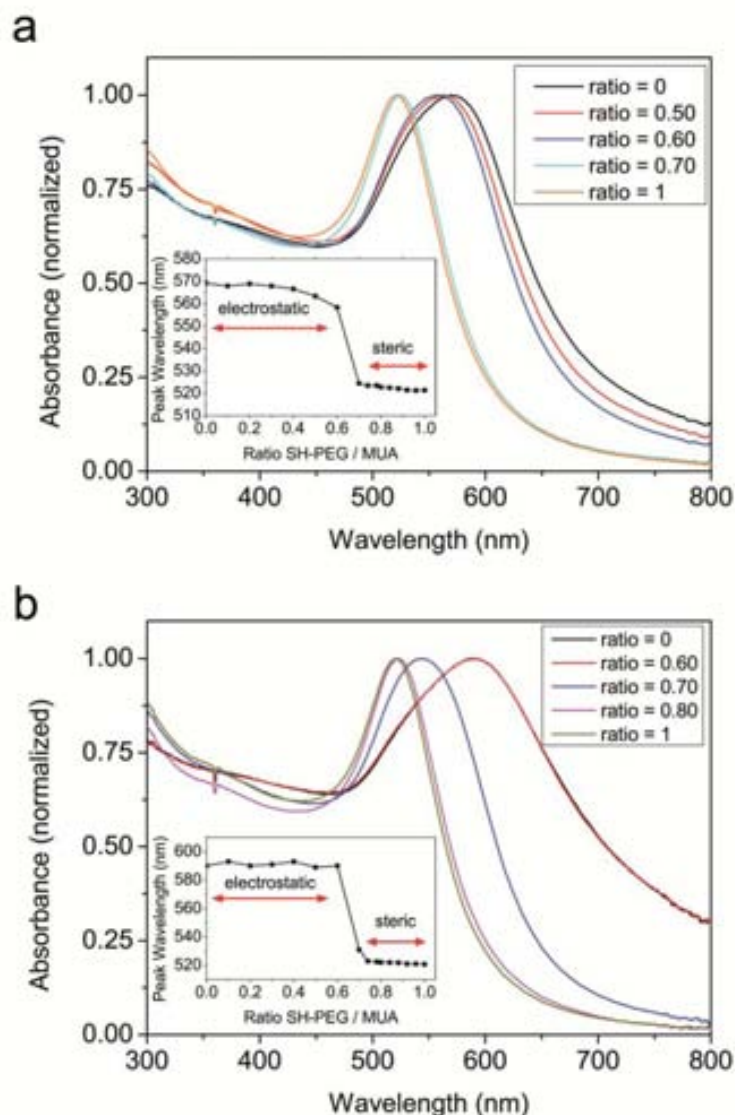 a
Absorbance (normalized)
1.00
0.75
0.50
0.25
0.00
300 400 500 600 700 800
Wavelength (nm)
ratio = 0
ratio = 0.50
ratio = 0.60
ratio = 0.70
ratio = 1
Peak Wavelength (nm)
580
570
560
550
540
530
520
510
electrostatic
steric
0.0 0.2 0.4 0.6 0.8 1.0
Ratio SH-PEG / MUA
b
Absorbance (normalized)
1.00
0.75
0.50
0.25
0.00
300 400 500 600 700 800
Wavelength (nm)
ratio = 0
ratio = 0.60
ratio = 0.70
ratio = 0.80
ratio = 1
Peak Wavelength (nm)
600
580
560
540
520
electrostatic
steric
0.0 0.2 0.4 0.6 0.8 1.0
Ratio SH-PEG / MUA